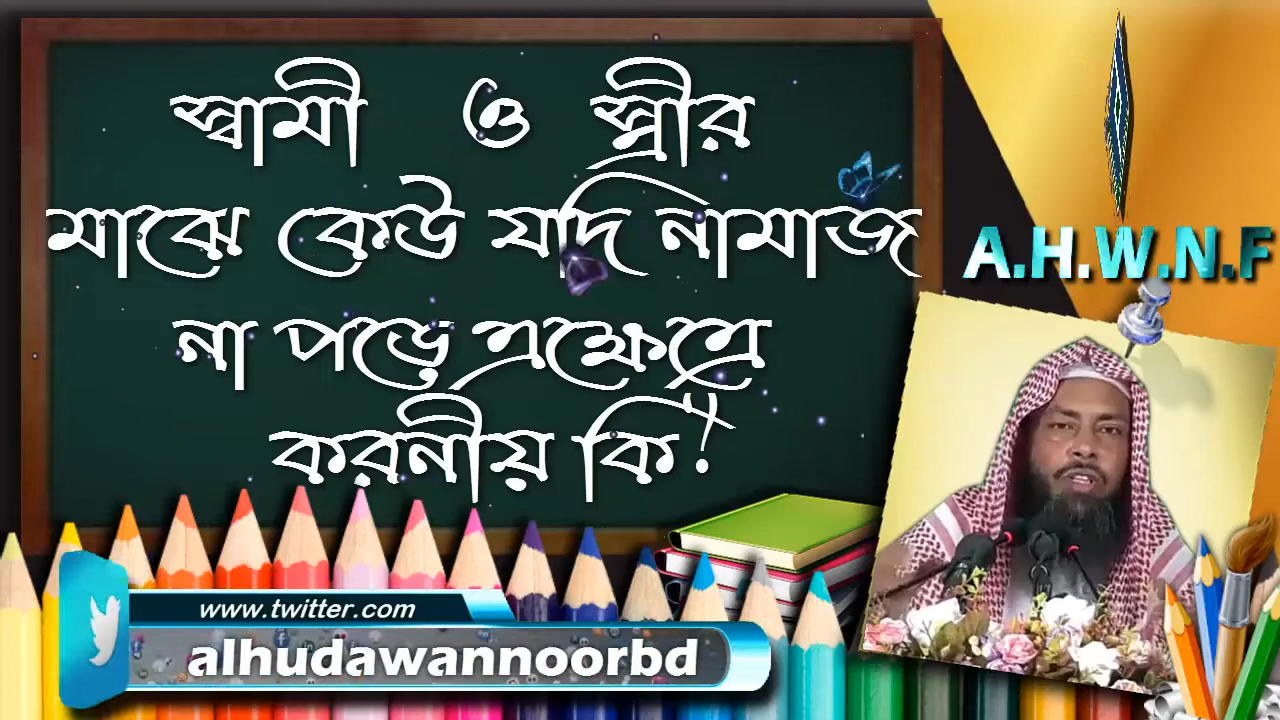 স্বামী ও স্ত্রীর
মাঝে কেউ যদি নামাজ
না পড়ে এক্ষেত্রে
করনীয় কি!
A.H.W.N.F
www.twitter.com
alhudawannoorbd